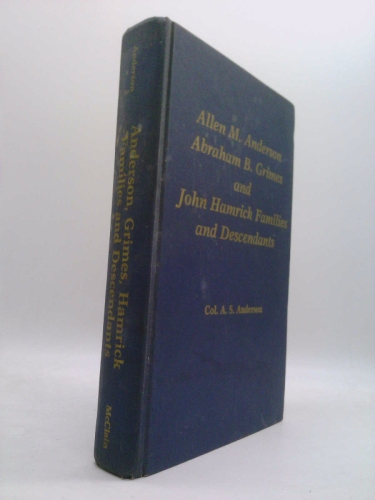 Anderson
Anderson, Grimes, Hamrick
Families and Descendants
McClain
Allen M. Anderson
Abraham B. Grimes
and
John Hamrick Families
and Descendants
Col. A. S. Anderson